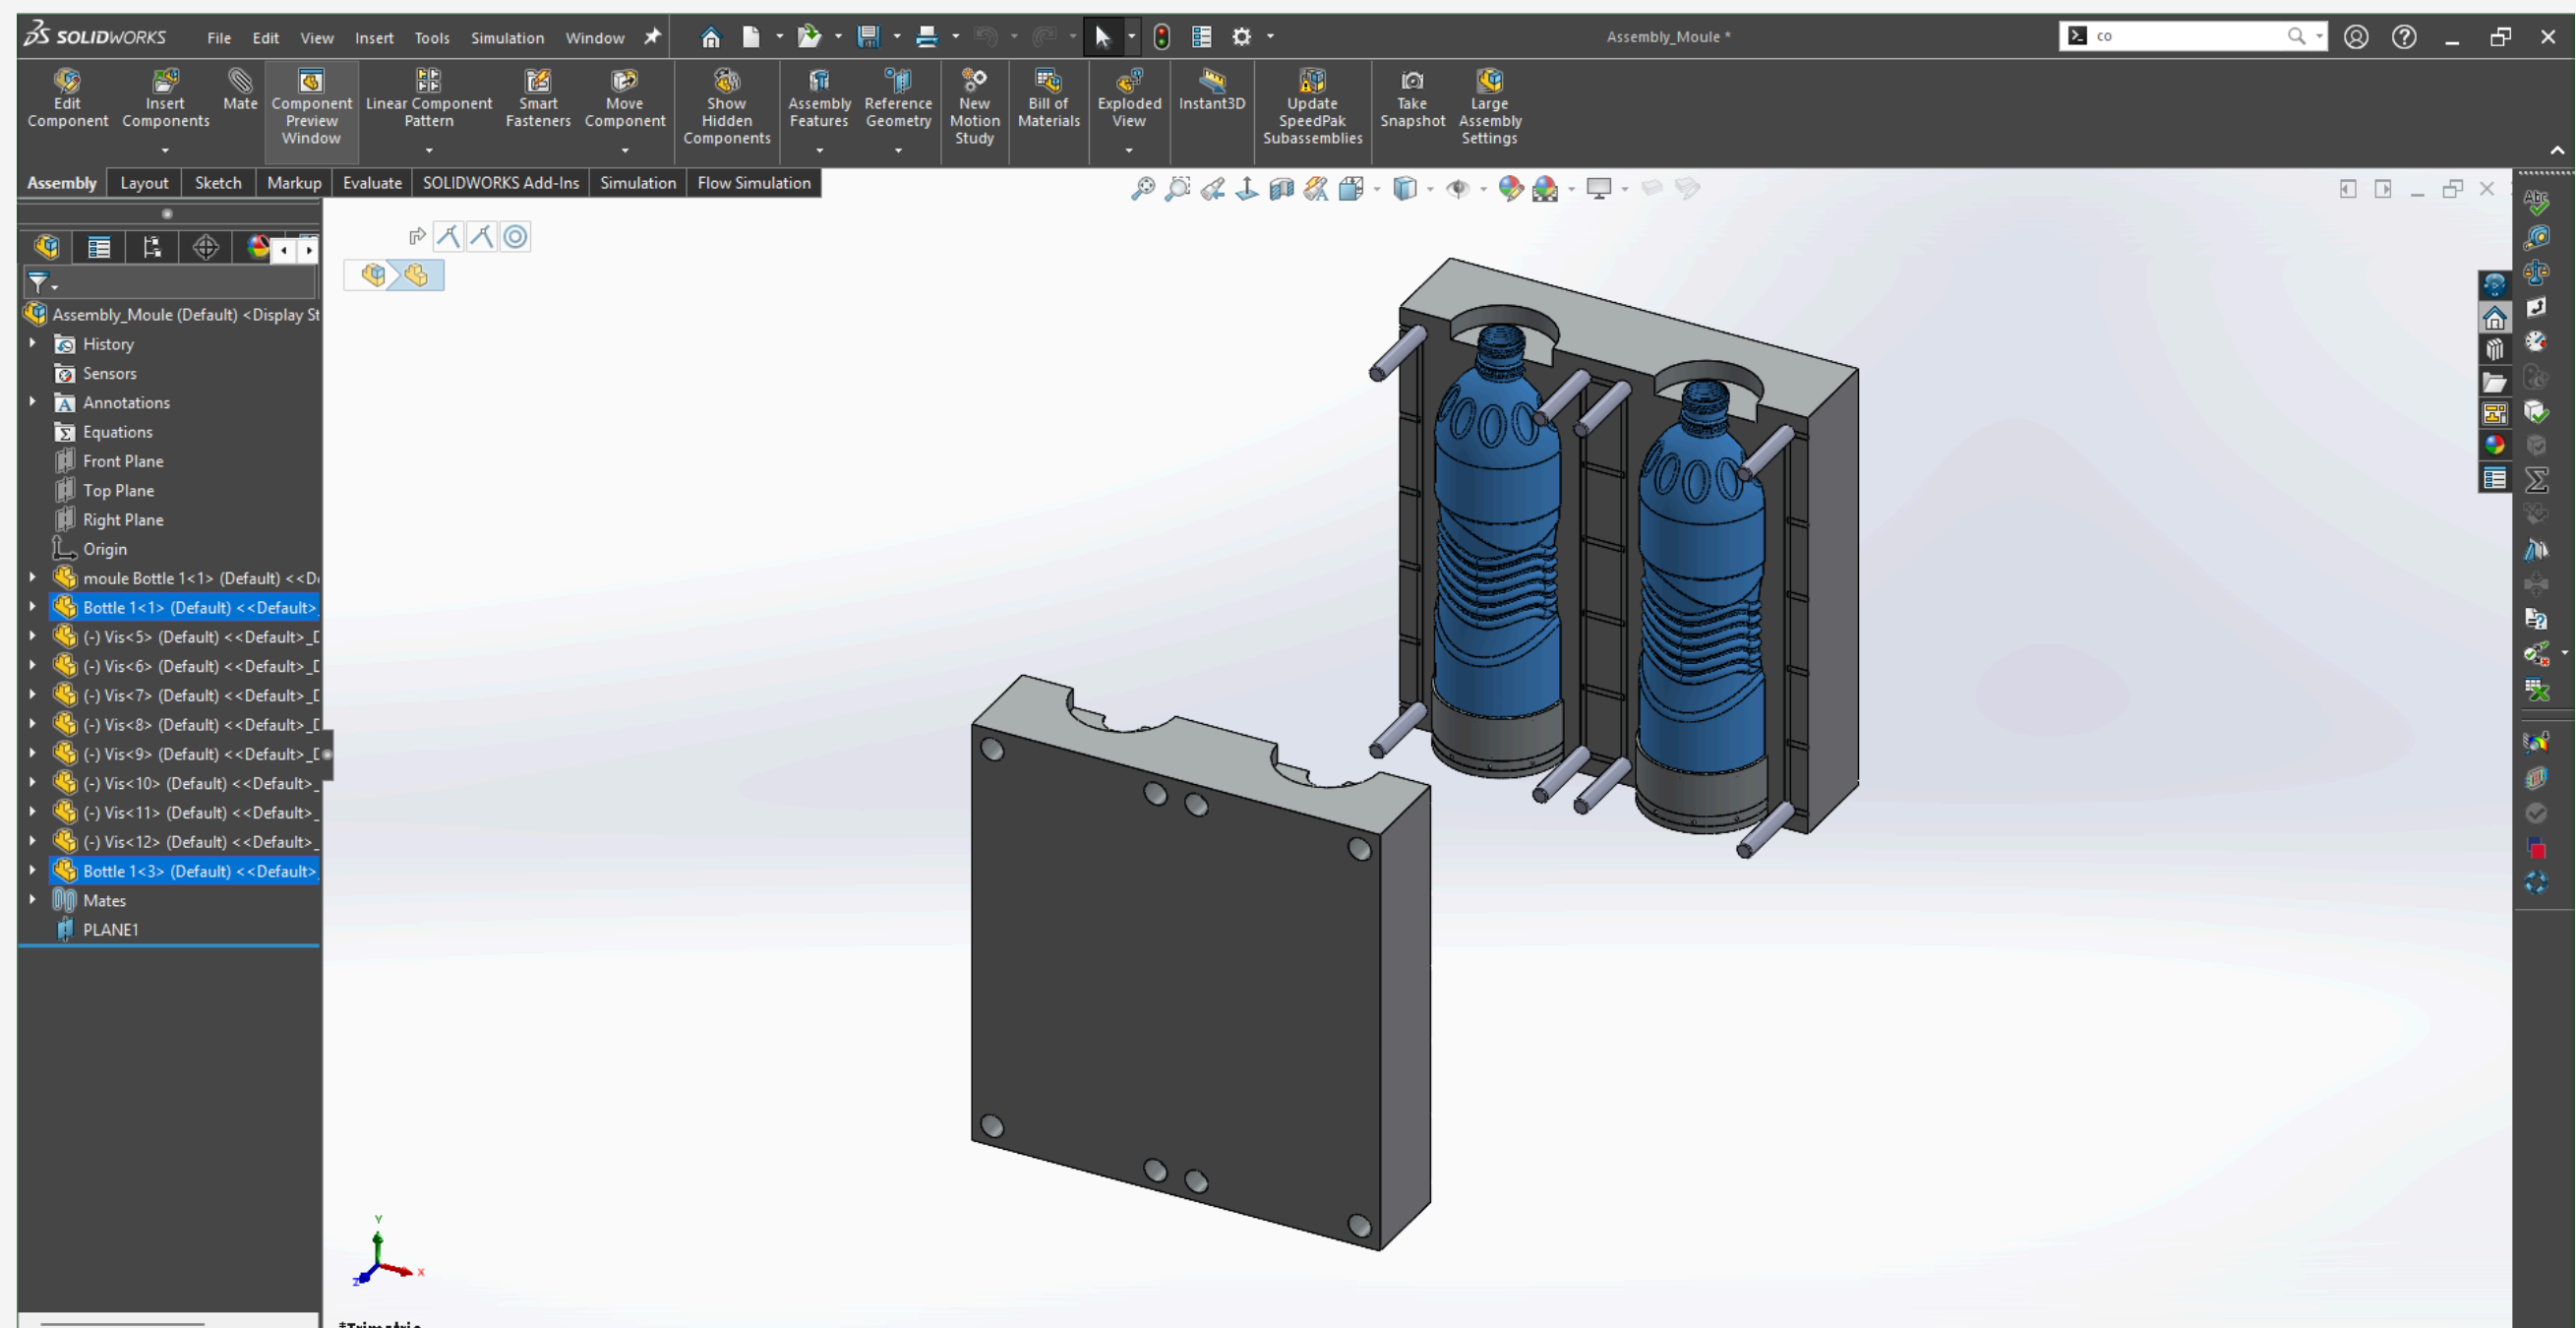 SOLIDWORKS File Edit View Insert Tools Simulation Window Assembly_Moule * co
Edit Component
Insert Components
Mate
Component Preview Window
Linear Component Pattern
Smart Fasteners
Move Component
Show Hidden Components
Assembly Features
Reference Geometry
New Motion Study
Bill of Materials
Exploded View
Instant3D
Update SpeedPak Subassemblies
Take Snapshot
Large Assembly Settings
Assembly Layout Sketch Markup Evaluate SOLIDWORKS Add-Ins Simulation Flow Simulation
Assembly_Moule (Default) <Display St
History
Sensors
A Annotations
Equations
Front Plane
Top Plane
Right Plane
Origin
moule Bottle 1<1> (Default) <<D
Bottle 1<1> (Default) <<Default>_
(-) Vis<5> (Default) <<Default>_D
(-) Vis<6> (Default) <<Default>_D
(-) Vis<7> (Default) <<Default>_D
(-) Vis<8> (Default) <<Default>_D
(-) Vis<9> (Default) <<Default>_D
(-) Vis<10> (Default) <<Default>_
(-) Vis<11> (Default) <<Default>_
(-) Vis<12> (Default) <<Default>_
Bottle 1<3> (Default) <<Default>_
Mates
PLANE1
Y
X
Z
*Trimetric